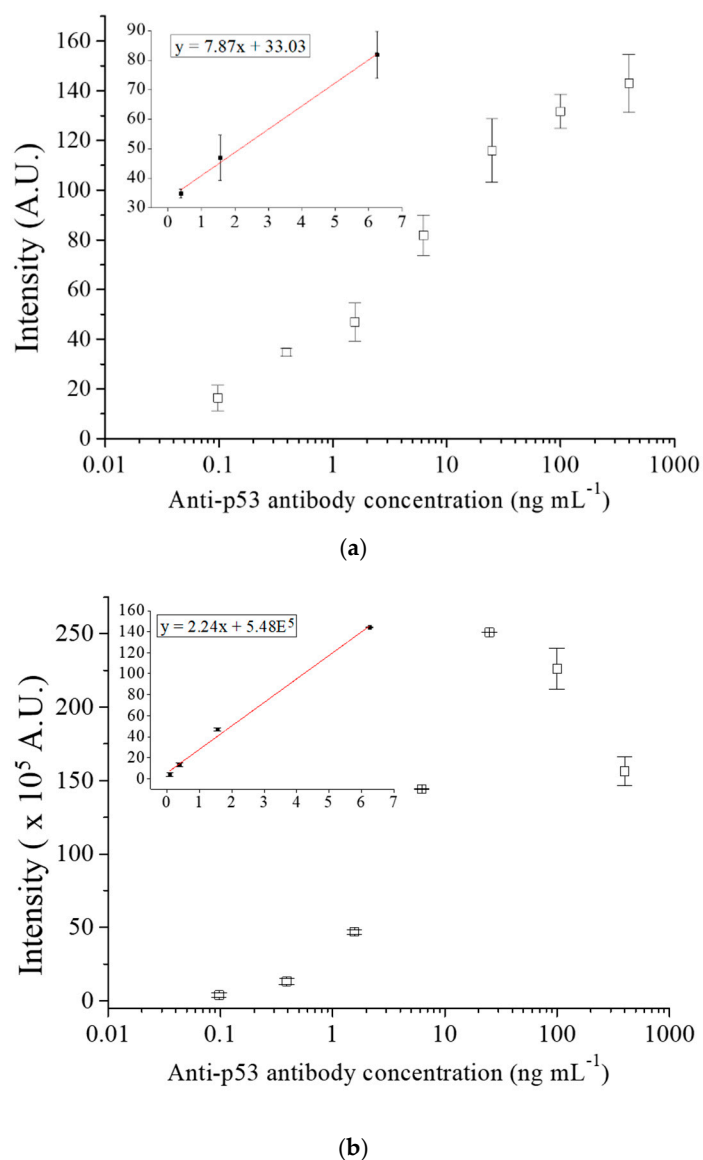 160
140
120
100
80
60
40
20
0
Intensity (A.U.)
90
80
70
60
50
40
30
y = 7.87x + 33.03
0 1 2 3 4 5 6 7
0.01 0.1 1 10 100 1000
Anti-p53 antibody concentration (ng mL⁻¹)
(a)
250
200
150
100
50
0
Intensity ( x 10⁵ A.U.)
160
140
120
100
80
60
40
20
0
y = 2.24x + 5.48E⁵
0 1 2 3 4 5 6 7
0.01 0.1 1 10 100 1000
Anti-p53 antibody concentration (ng mL⁻¹)
(b)